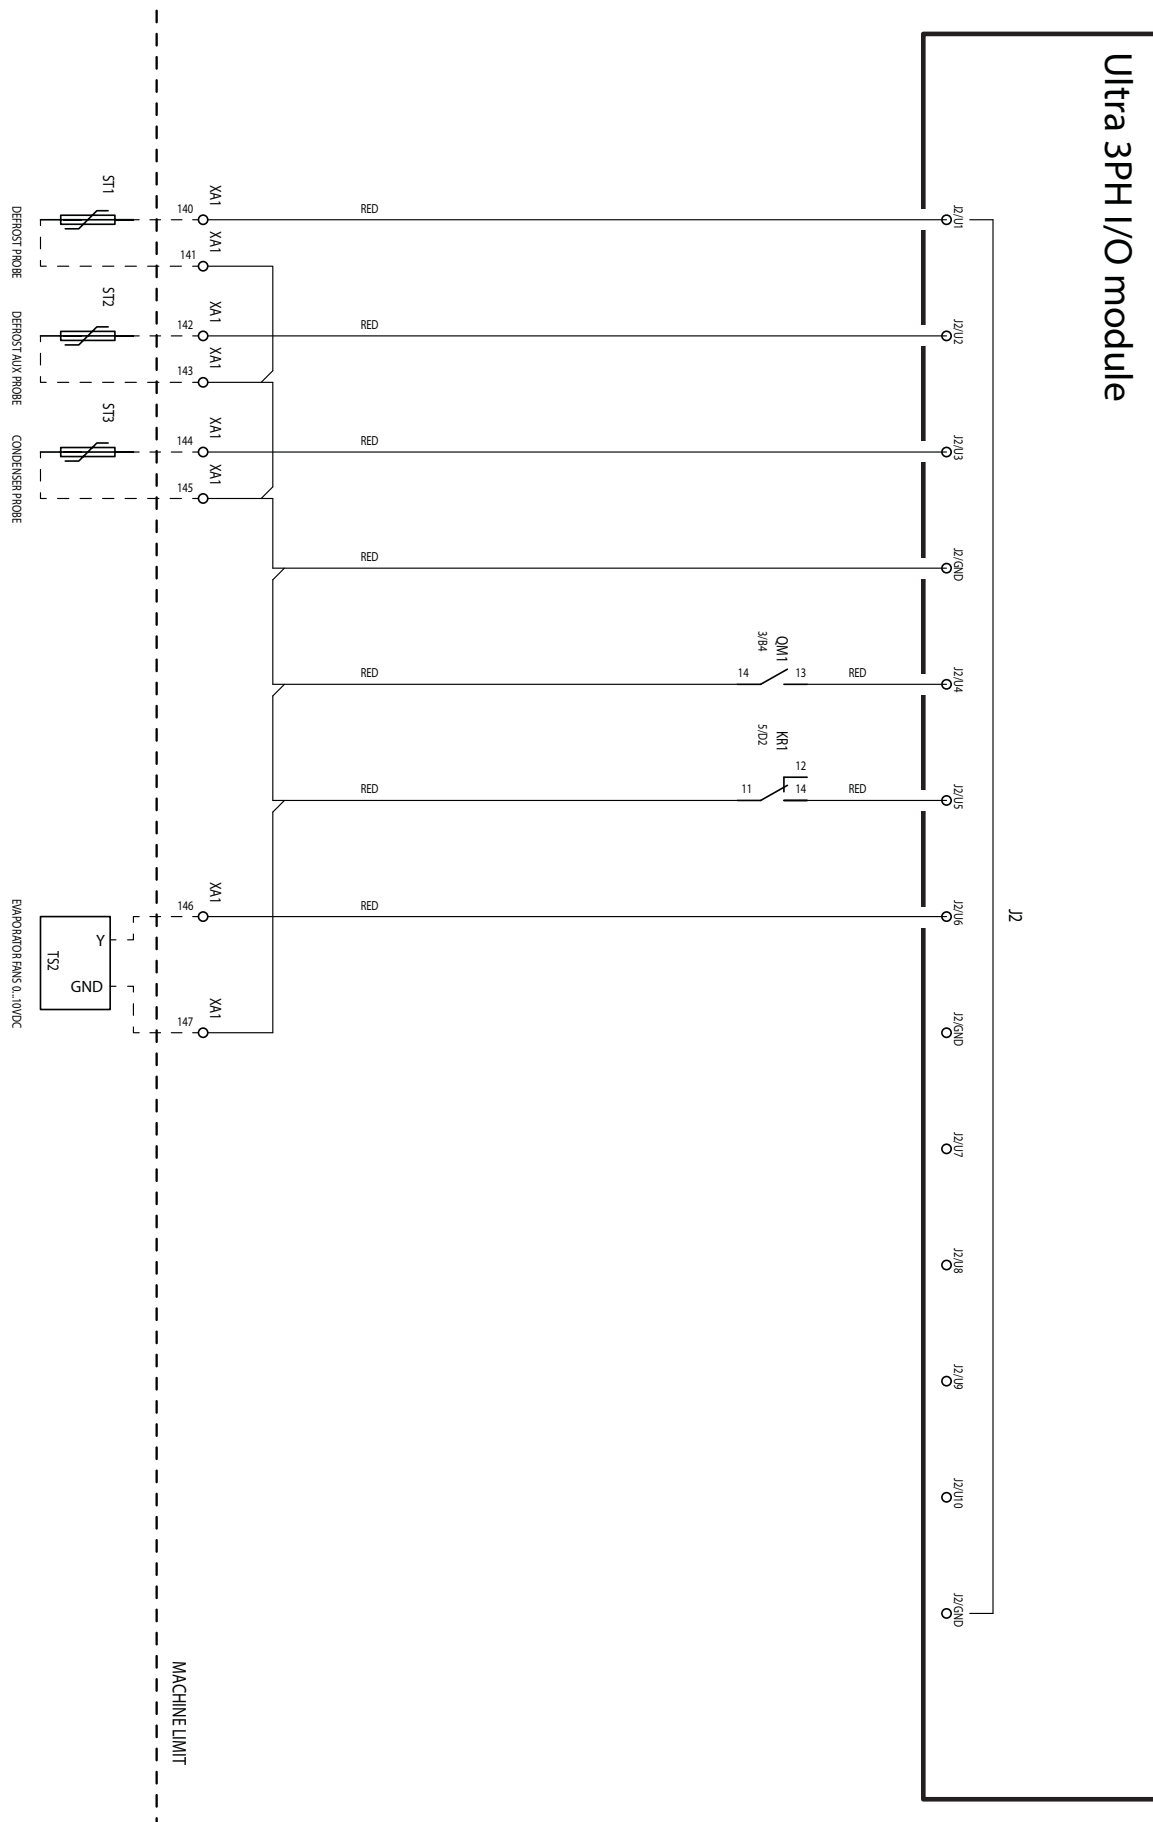 Ultra 3PH I/O module
J2
J2/U1
J2/U2
J2/U3
J2/GND
J2/U4
J2/U5
J2/U6
J2/GND
J2/U7
J2/U8
J2/U9
J2/U10
J2/GND
RED
RED
RED
RED
RED
RED
RED
QM1
3/B4
14
13
RED
KR1
5/D2
12
11
14
RED
XA1
140
XA1
141
XA1
142
XA1
143
XA1
144
XA1
145
XA1
146
XA1
147
ST1
DEFROST PROBE
ST2
DEFROST AUX PROBE
ST3
CONDENSER PROBE
TS2
Y
GND
EVAPORATOR FANS 0...10VDC
MACHINE LIMIT